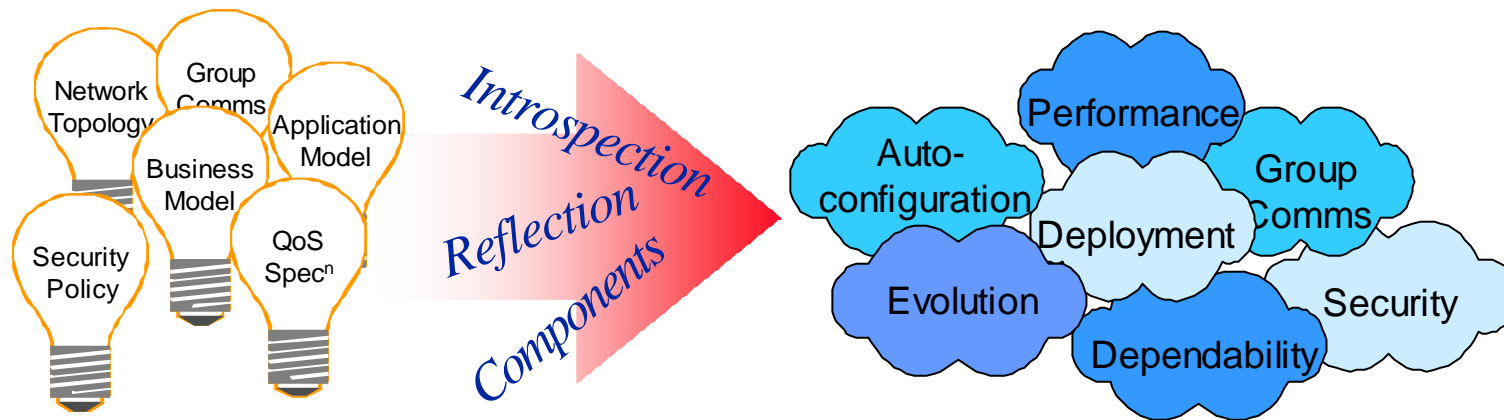 Network
Topology
Group
Comms
Application
Model
Business
Model
Security
Policy
QoS
Specⁿ
Introspection
Reflection
Components
Performance
Auto-
configuration
Group
Comms
Deployment
Evolution
Security
Dependability